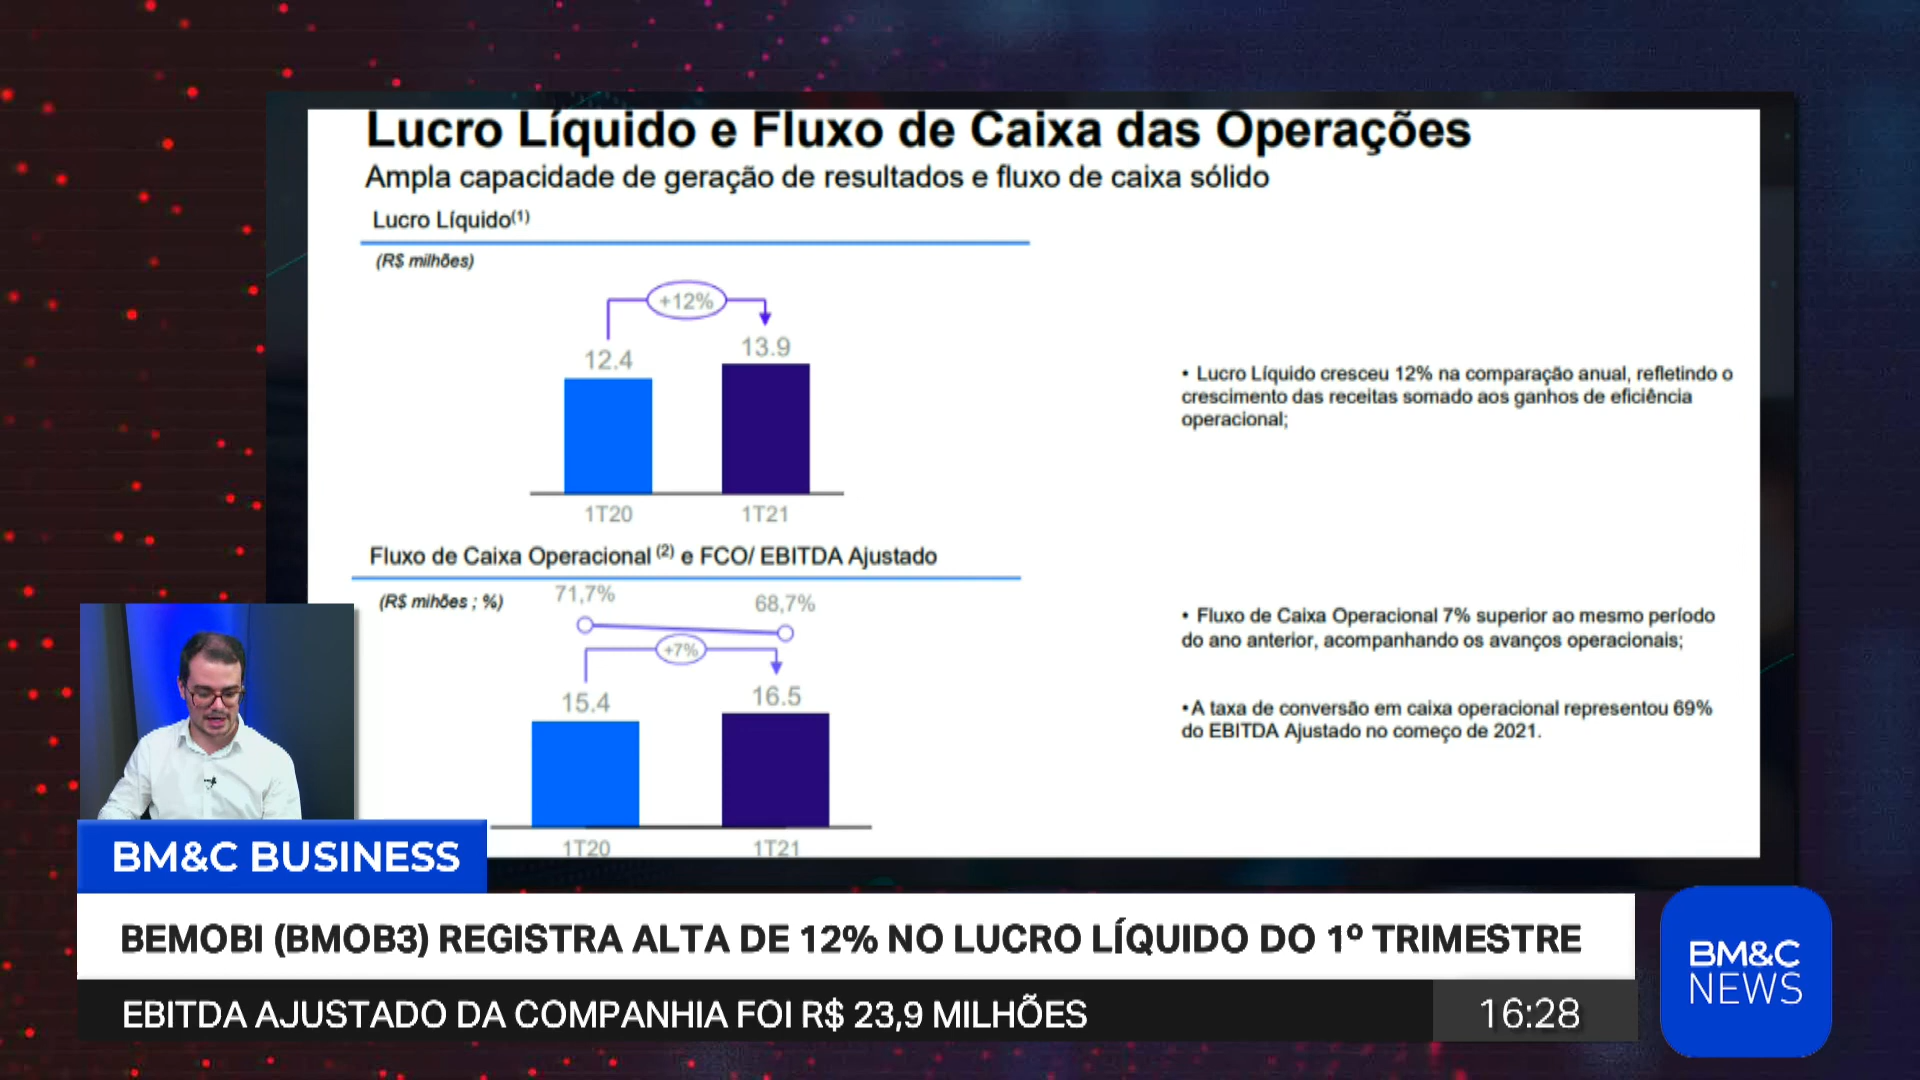 Lucro Líquido e Fluxo de Caixa das Operações
Ampla capacidade de geração de resultados e fluxo de caixa sólido
Lucro Líquido(1)
(R$ milhões)
+12%
12.4
13.9
1T20
1T21
• Lucro Líquido cresceu 12% na comparação anual, refletindo o
crescimento das receitas somado aos ganhos de eficiência
operacional;
Fluxo de Caixa Operacional (2) e FCO/ EBITDA Ajustado
(R$ mihões ; %)
71,7%
68,7%
+7%
15.4
16.5
1T20
1T21
• Fluxo de Caixa Operacional 7% superior ao mesmo período
do ano anterior, acompanhando os avanços operacionais;
•A taxa de conversão em caixa operacional representou 69%
do EBITDA Ajustado no começo de 2021.
BM&C BUSINESS
BEMOBI (BMOB3) REGISTRA ALTA DE 12% NO LUCRO LÍQUIDO DO 1º TRIMESTRE
EBITDA AJUSTADO DA COMPANHIA FOI R$ 23,9 MILHÕES
16:28
BM&C
NEWS